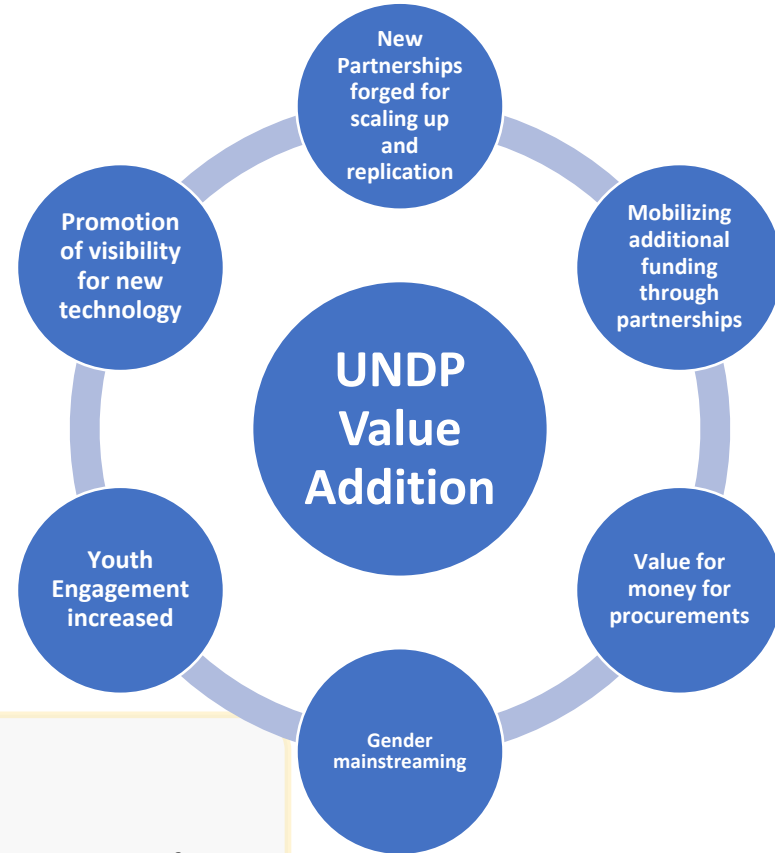 New
Partnerships
forged for
scaling up
and
replication
Mobilizing
additional
funding
through
partnerships
Value for
money for
procurements
Gender
mainstreaming
Youth
Engagement
increased
Promotion
of visibility
for new
technology
UNDP
Value
Addition